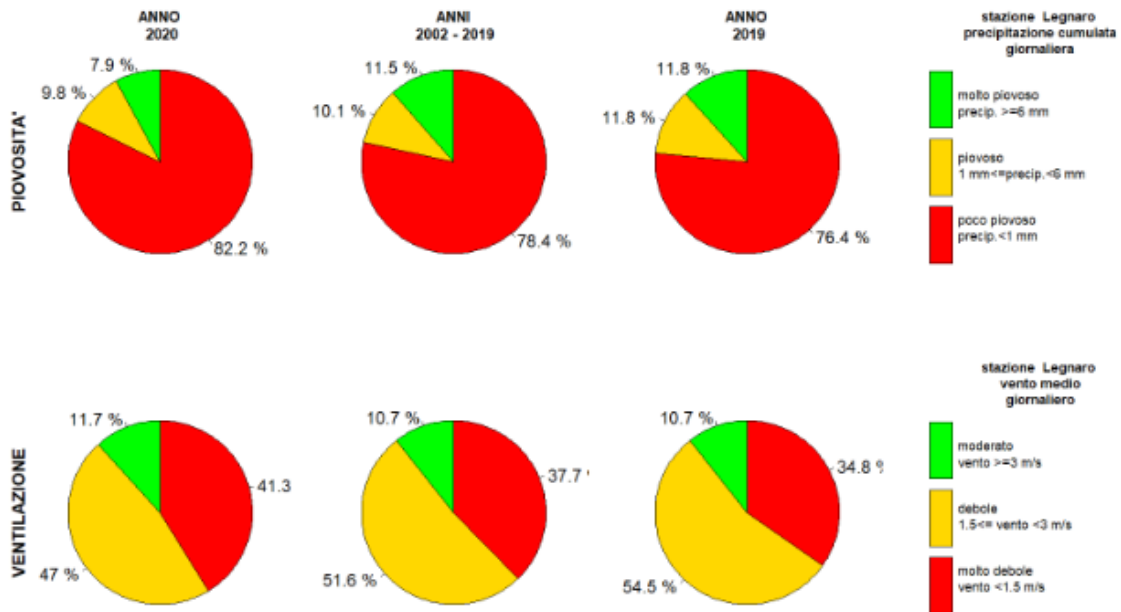 ANNO
2020
ANNI
2002 - 2019
ANNO
2019
stazione Legnaro
precipitazione cumulata
giornaliera
PIOVOSITA'
7.9 %
9.8 %
82.2 %
11.5 %
10.1 %
78.4 %
11.8 %
11.8 %
76.4 %
molto piovoso
precip. >=6 mm
piovoso
1 mm<=precip.<6 mm
poco piovoso
precip.<1 mm
stazione Legnaro
vento medio
giornaliero
VENTILAZIONE
11.7 %
41.3
47 %
10.7 %
37.7
51.6 %
10.7 %
34.8 %
54.5 %
moderato
vento >=3 m/s
debole
1.5<= vento <3 m/s
molto debole
vento <1.5 m/s